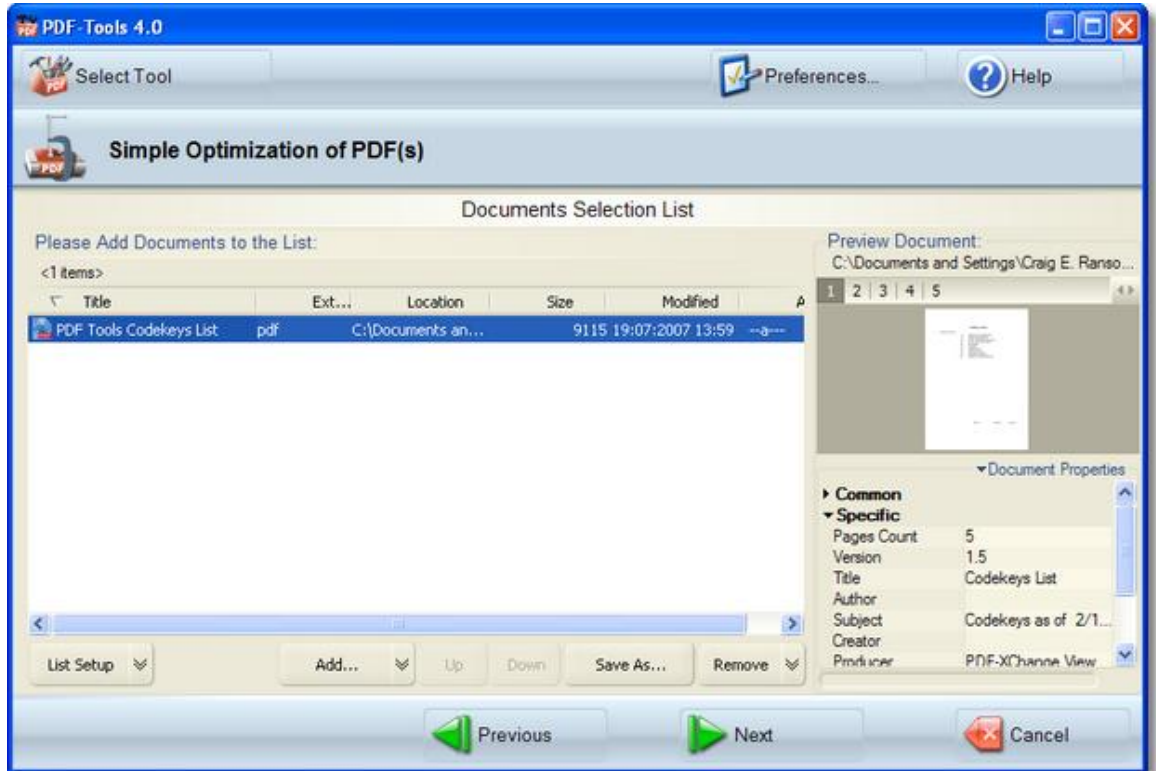 PDF-Tools 4.0
Select Tool Preferences... Help
Simple Optimization of PDF(s)
Documents Selection List
Please Add Documents to the List:
<1 items>
Title Ext... Location Size Modified A
PDF Tools Codekeys List pdf C:\Documents an... 9115 19:07:2007 13:59 --a---
List Setup Add... Up Down Save As... Remove
Preview Document:
C:\Documents and Settings\Craig E. Ranso...
1 2 3 4 5
Document Properties
Common
Specific
Pages Count 5
Version 1.5
Title Codekeys List
Author
Subject Codekeys as of 2/1...
Creator
Producer PDF-XChange View
Previous Next Cancel